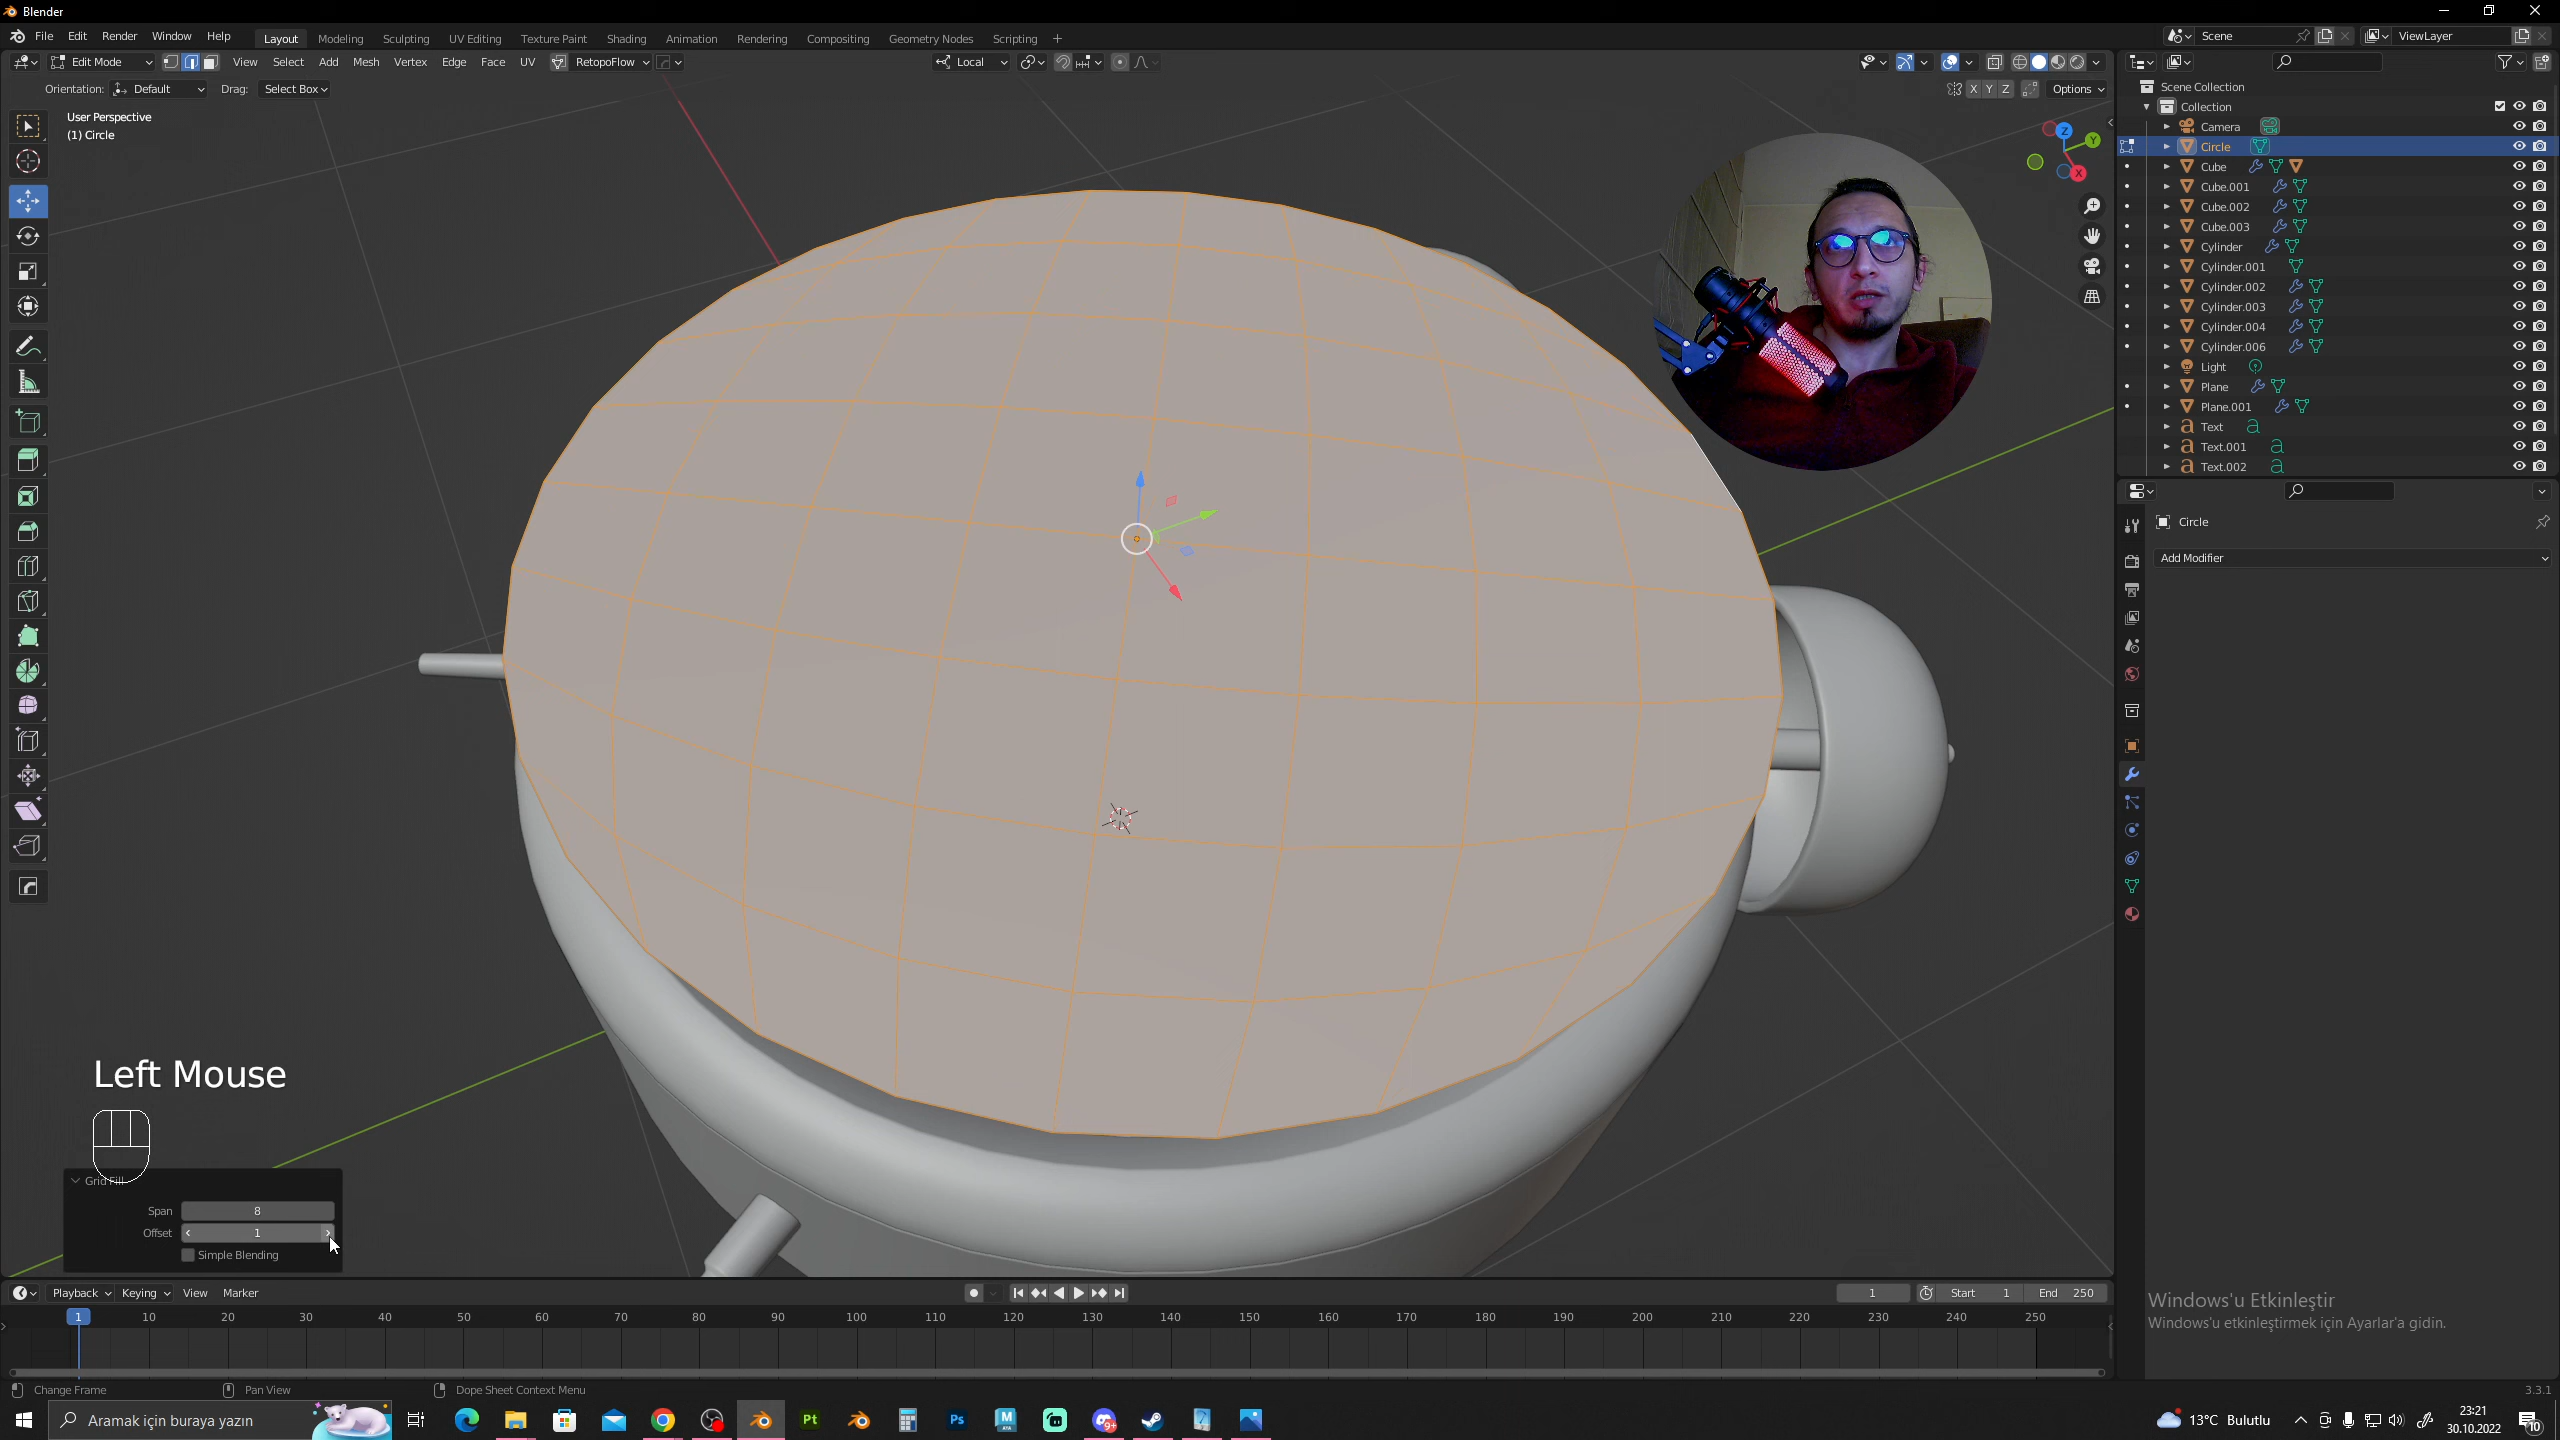 Blender
File Edit Render Window Help
Layout Modeling Sculpting UV Editing Texture Paint Shading Animation Rendering Compositing Geometry Nodes Scripting +
Scene
ViewLayer
Edit Mode View Select Add Mesh Vertex Edge Face UV RetopoFlow
Local
Orientation: Default Drag: Select Box
X Y Z Options
User Perspective
(1) Circle
Z Y X
Scene Collection
Collection
Camera
Circle
Cube
Cube.001
Cube.002
Cube.003
Cylinder
Cylinder.001
Cylinder.002
Cylinder.003
Cylinder.004
Cylinder.006
Light
Plane
Plane.001
Text
Text.001
Text.002
Circle
Add Modifier
Left Mouse
Grid Fill
Span 8
Offset 1
Simple Blending
Playback Keying View Marker
1 Start 1 End 250
1 10 20 30 40 50 60 70 80 90 100 110 120 130 140 150 160 170 180 190 200 210 220 230 240 250
Windows'u Etkinleştir
Windows'u etkinleştirmek için Ayarlar'a gidin.
Change Frame Pan View Dope Sheet Context Menu
3.3.1
Aramak için buraya yazın
Pt
Ps
M
9+
13°C Bulutlu
23:21
30.10.2022
10